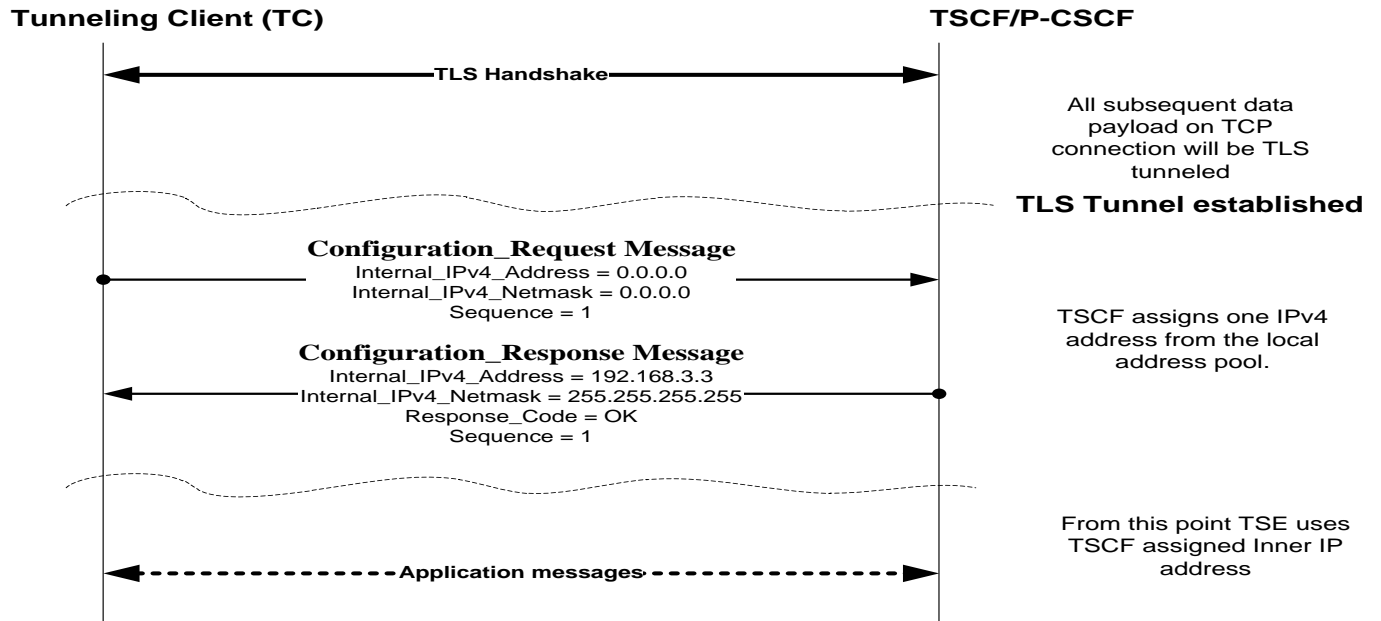 Tunneling Client (TC)
TSCF/P-CSCF
TLS Handshake
All subsequent data
payload on TCP
connection will be TLS
tunneled
TLS Tunnel established
Configuration_Request Message
Internal_IPv4_Address = 0.0.0.0
Internal_IPv4_Netmask = 0.0.0.0
Sequence = 1
TSCF assigns one IPv4
address from the local
address pool.
Configuration_Response Message
Internal_IPv4_Address = 192.168.3.3
Internal_IPv4_Netmask = 255.255.255.255
Response_Code = OK
Sequence = 1
From this point TSE uses
TSCF assigned Inner IP
address
Application messages